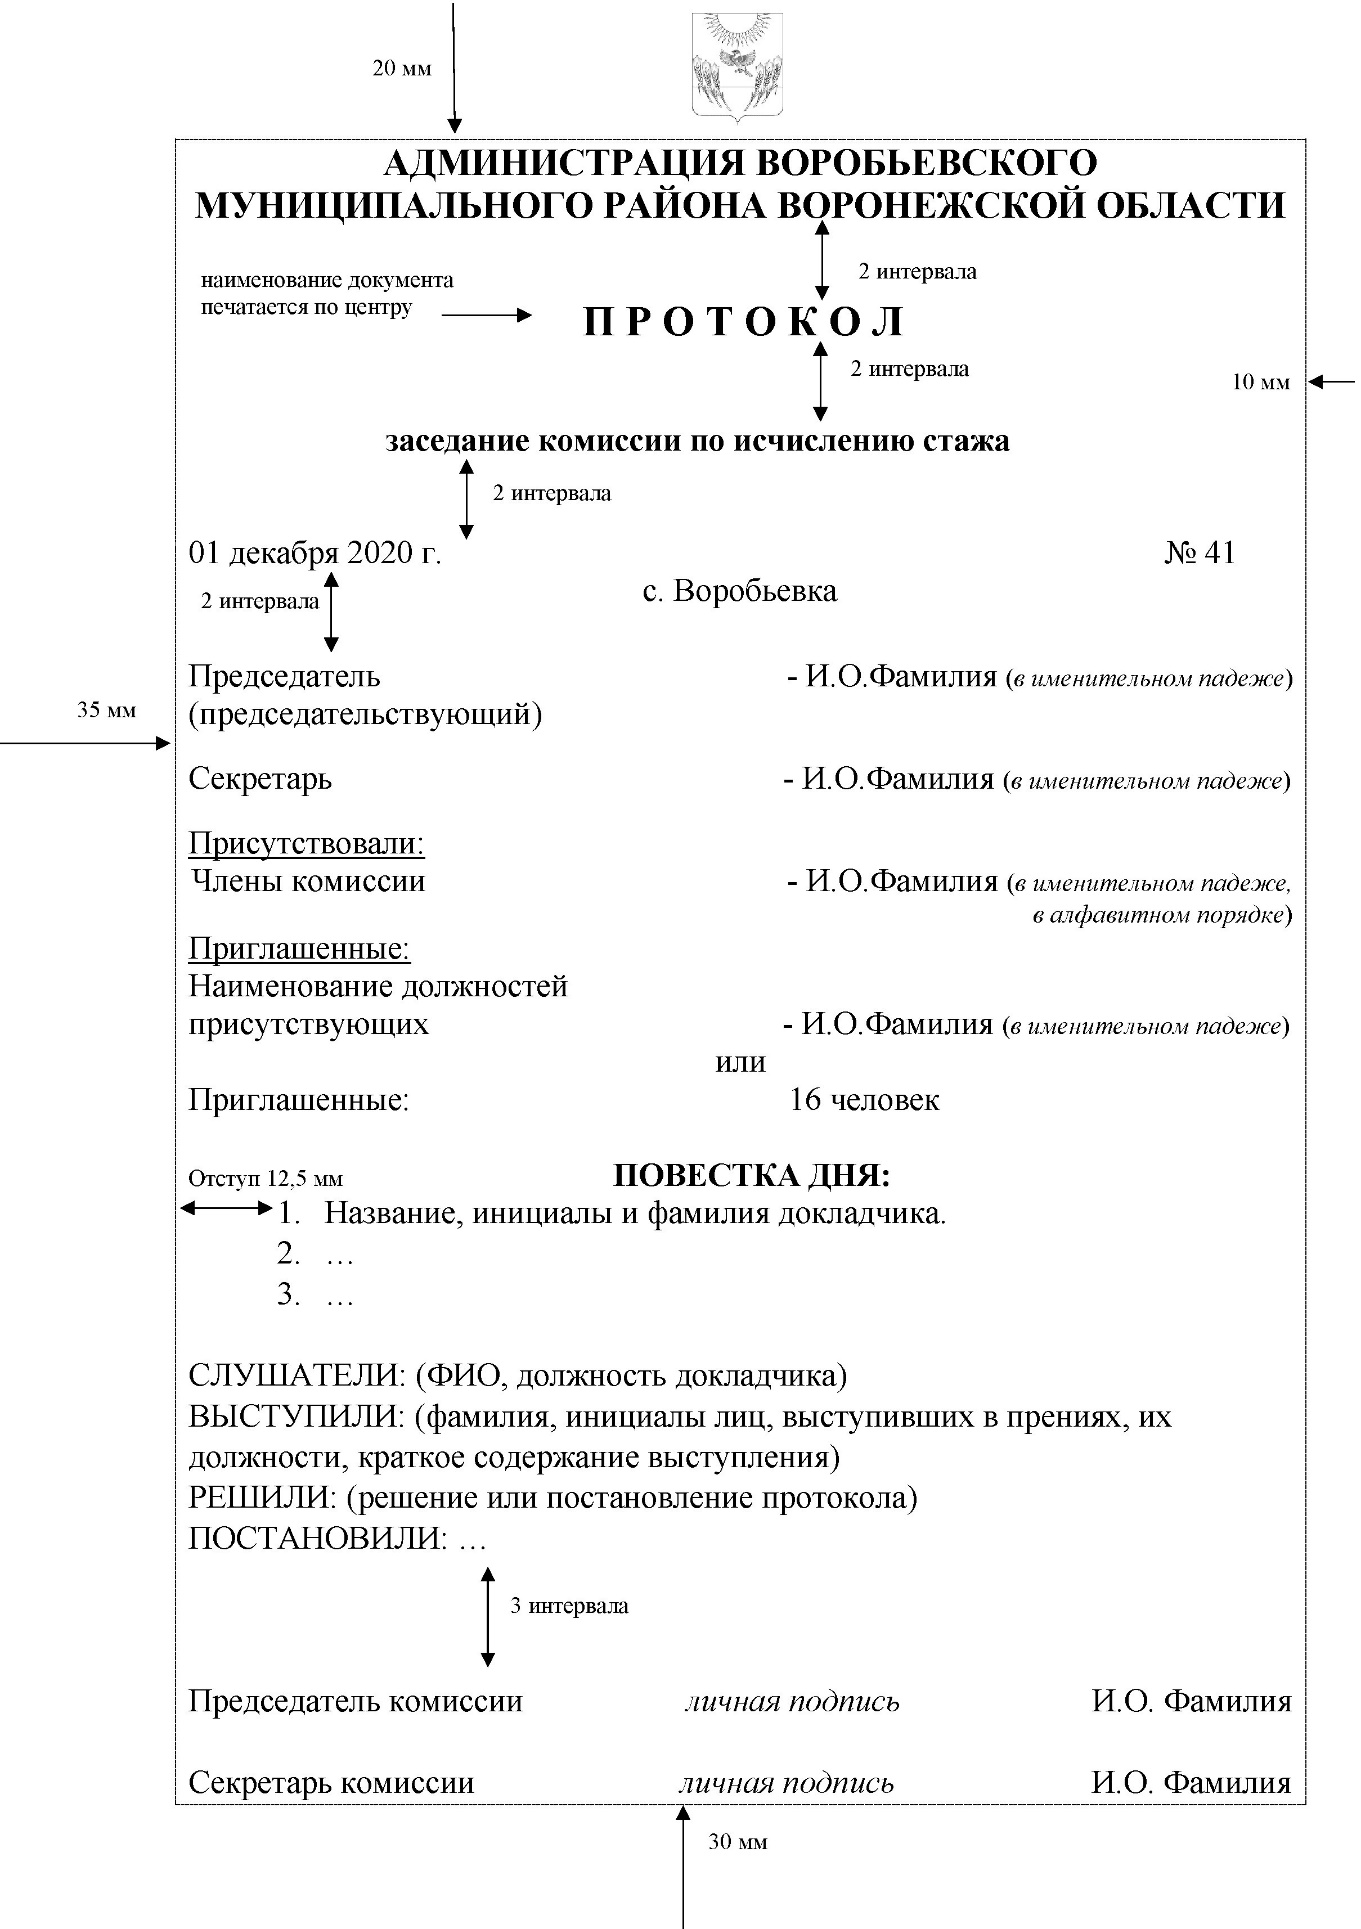 20 мм
АДМИНИСТРАЦИЯ ВОРОБЬЕВСКОГО
МУНИЦИПАЛЬНОГО РАЙОНА ВОРОНЕЖСКОЙ ОБЛАСТИ
2 интервала
наименование документа
печатается по центру
П Р О Т О К О Л
2 интервала
10 мм
заседание комиссии по исчислению стажа
2 интервала
01 декабря 2020 г. № 41
с. Воробьевка
2 интервала
Председатель - И.О.Фамилия (в именительном падеже)
(председательствующий)
35 мм
Секретарь - И.О.Фамилия (в именительном падеже)
Присутствовали:
Члены комиссии - И.О.Фамилия (в именительном падеже,
в алфавитном порядке)
Приглашенные:
Наименование должностей
присутствующих - И.О.Фамилия (в именительном падеже)
или
Приглашенные: 16 человек
Отступ 12,5 мм ПОВЕСТКА ДНЯ:
1. Название, инициалы и фамилия докладчика.
2. …
3. …
СЛУШАТЕЛИ: (ФИО, должность докладчика)
ВЫСТУПИЛИ: (фамилия, инициалы лиц, выступивших в прениях, их
должности, краткое содержание выступления)
РЕШИЛИ: (решение или постановление протокола)
ПОСТАНОВИЛИ: …
3 интервала
Председатель комиссии личная подпись И.О. Фамилия
Секретарь комиссии личная подпись И.О. Фамилия
30 мм